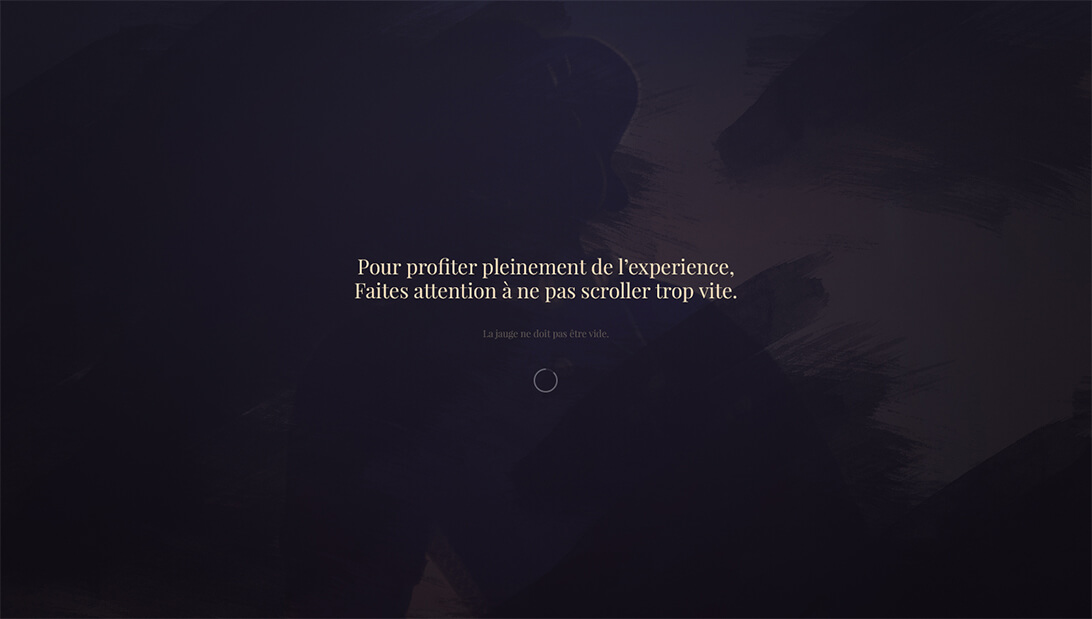 Pour profiter pleinement de l’experience,
Faites attention à ne pas scroller trop vite.
La jauge ne doit pas être vide.